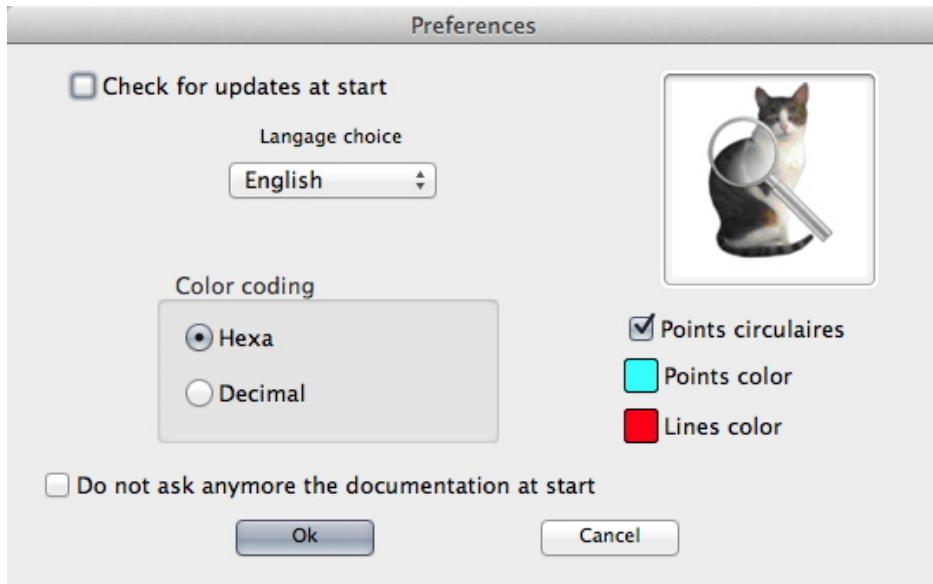 Preferences
Check for updates at start
Langage choice
English
Color coding
Hexa
Decimal
Points circulaires
Points color
Lines color
Do not ask anymore the documentation at start
Ok
Cancel